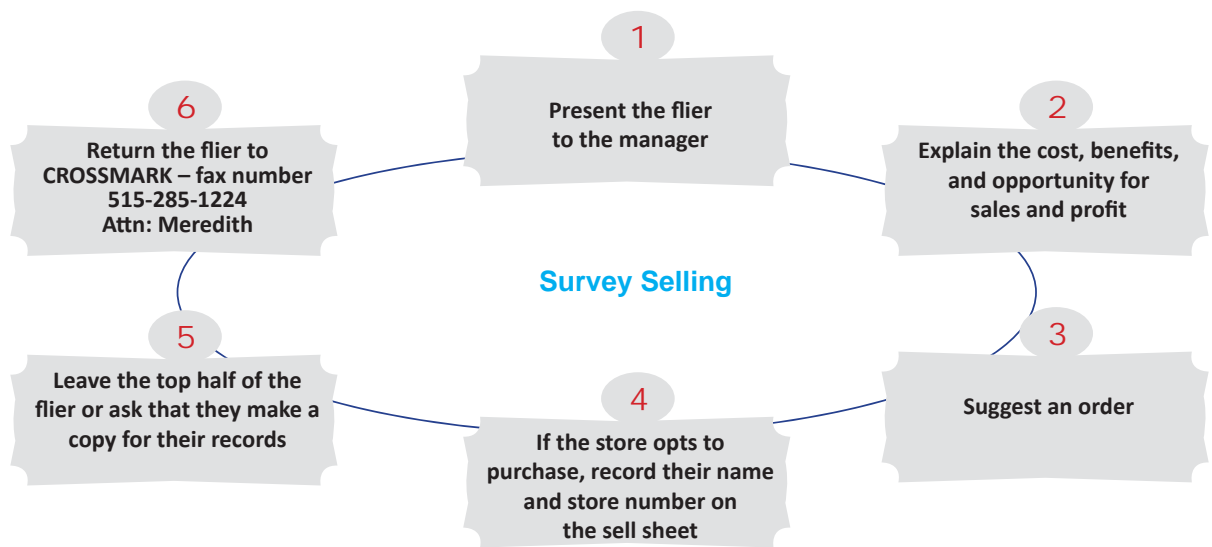 1
Present the flier
to the manager
2
Explain the cost, benefits,
and opportunity for
sales and profit
3
Suggest an order
4
If the store opts to
purchase, record their name
and store number on
the sell sheet
5
Leave the top half of the
flier or ask that they make a
copy for their records
6
Return the flier to
CROSSMARK – fax number
515-285-1224
Attn: Meredith
Survey Selling